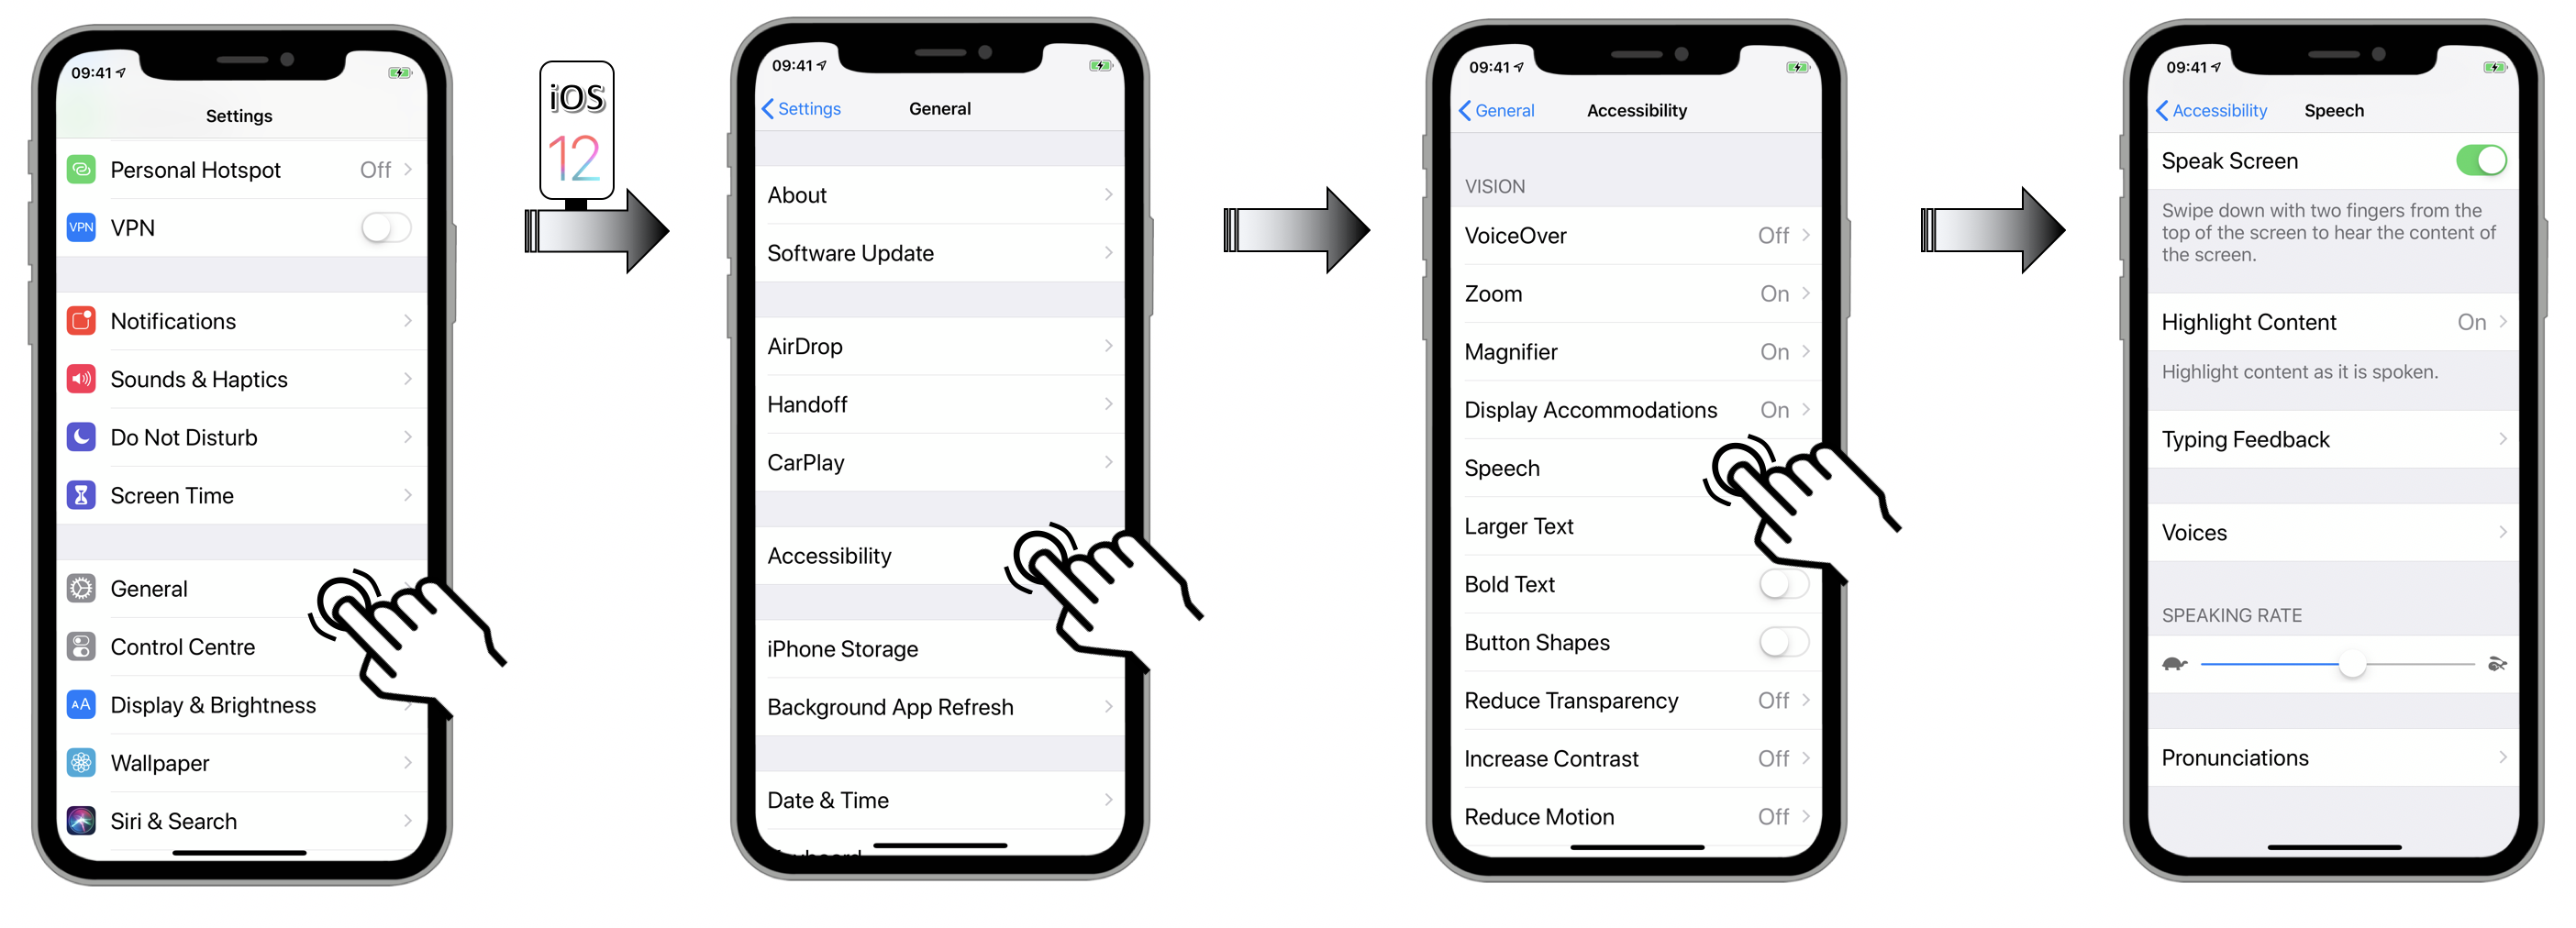 09:41
Settings
Personal Hotspot Off
VPN VPN
Notifications
Sounds & Haptics
Do Not Disturb
Screen Time
General
Control Centre
AA Display & Brightness
Wallpaper
Siri & Search
iOS
12
09:41
Settings General
About
Software Update
AirDrop
Handoff
CarPlay
Accessibility
iPhone Storage
Background App Refresh
Date & Time
09:41
General Accessibility
VISION
VoiceOver Off
Zoom On
Magnifier On
Display Accommodations On
Speech
Larger Text
Bold Text
Button Shapes
Reduce Transparency Off
Increase Contrast Off
Reduce Motion Off
09:41
Accessibility Speech
Speak Screen
Swipe down with two fingers from the
top of the screen to hear the content of
the screen.
Highlight Content On
Highlight content as it is spoken.
Typing Feedback
Voices
SPEAKING RATE
Pronunciations